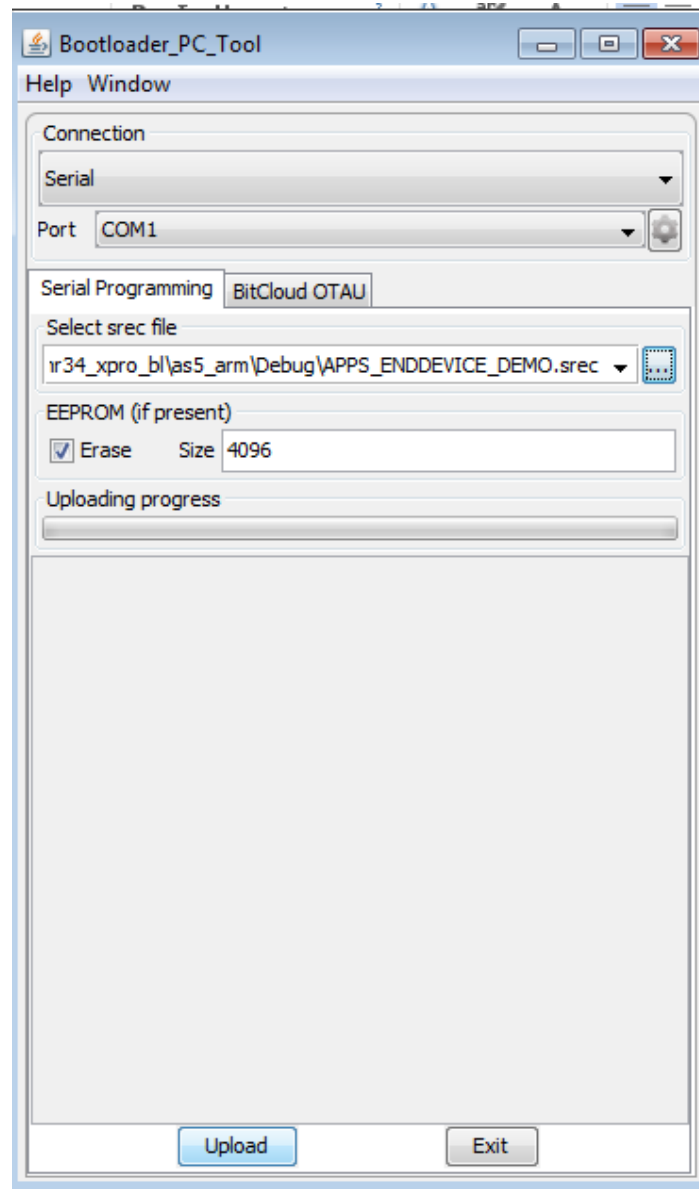 Bootloader_PC_Tool
Help Window
Connection
Serial
Port COM1
Serial Programming BitCloud OTAU
Select srec file
r34_xpro_bl\as5_arm\Debug\APPS_ENDDEVICE_DEMO.srec ...
EEPROM (if present)
Erase Size 4096
Uploading progress
Upload Exit